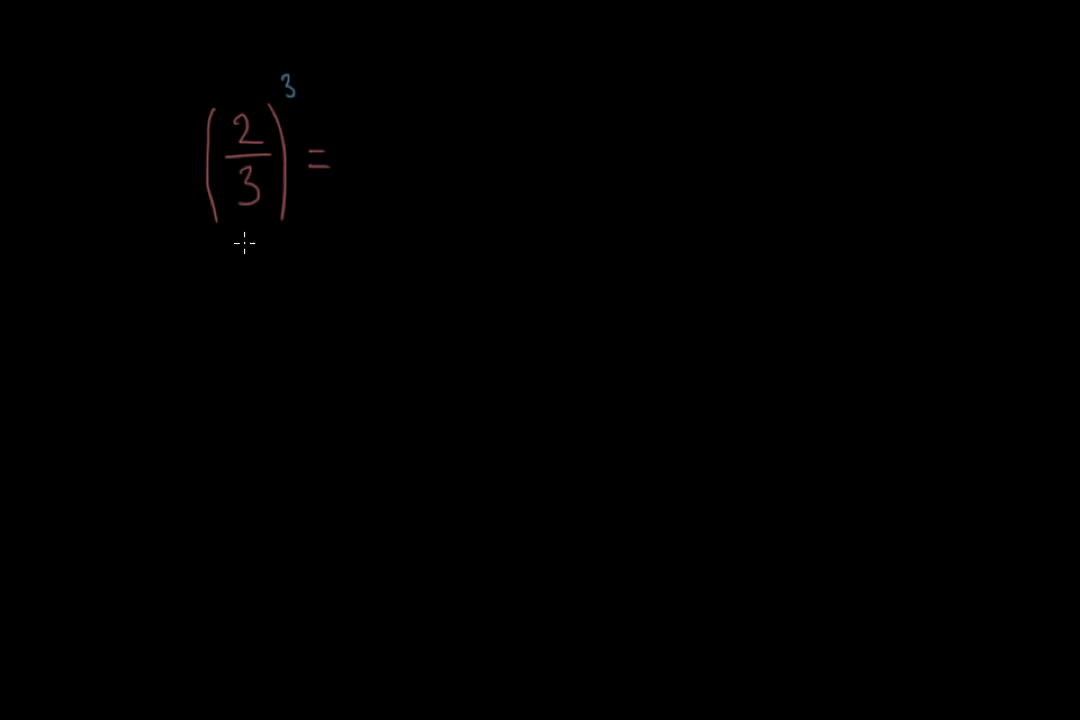 (2/3)³ =